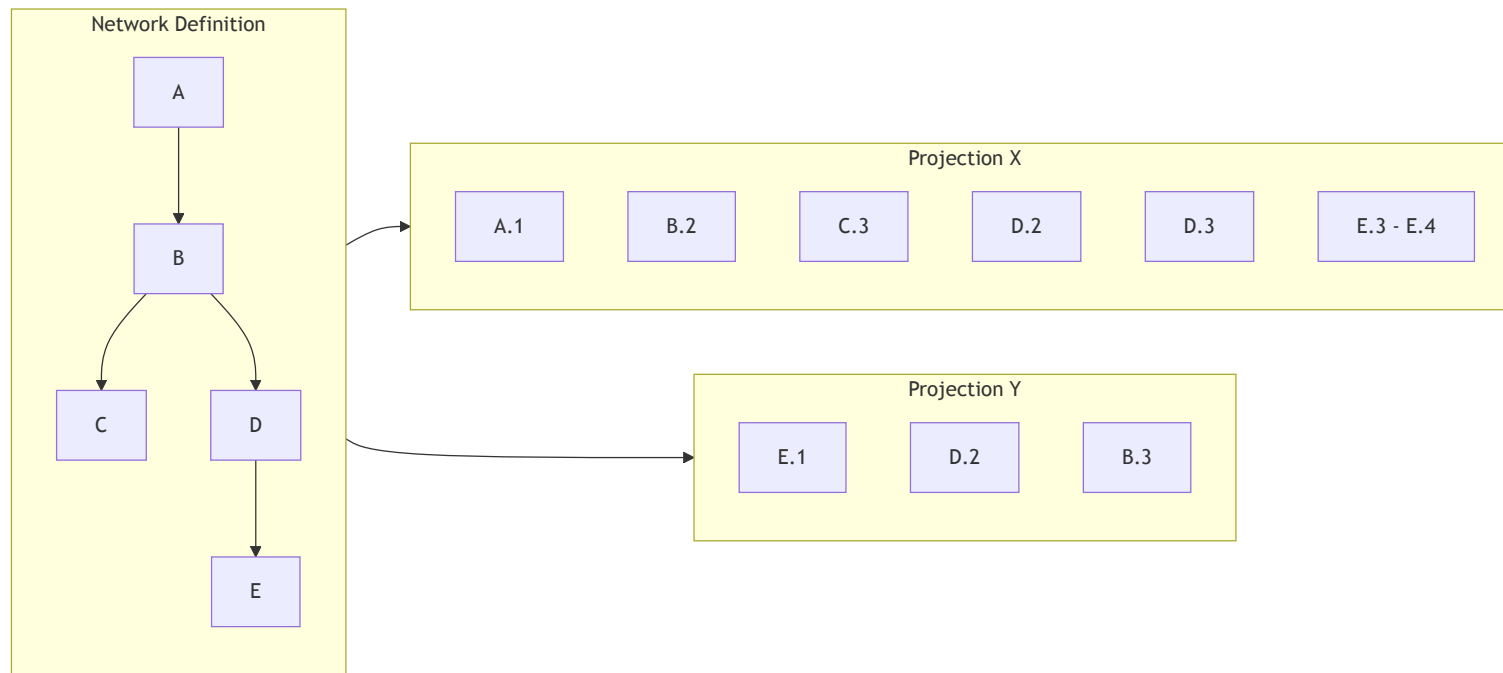 Network Definition
A
B
C
D
E
Projection X
A.1
B.2
C.3
D.2
D.3
E.3 - E.4
Projection Y
E.1
D.2
B.3